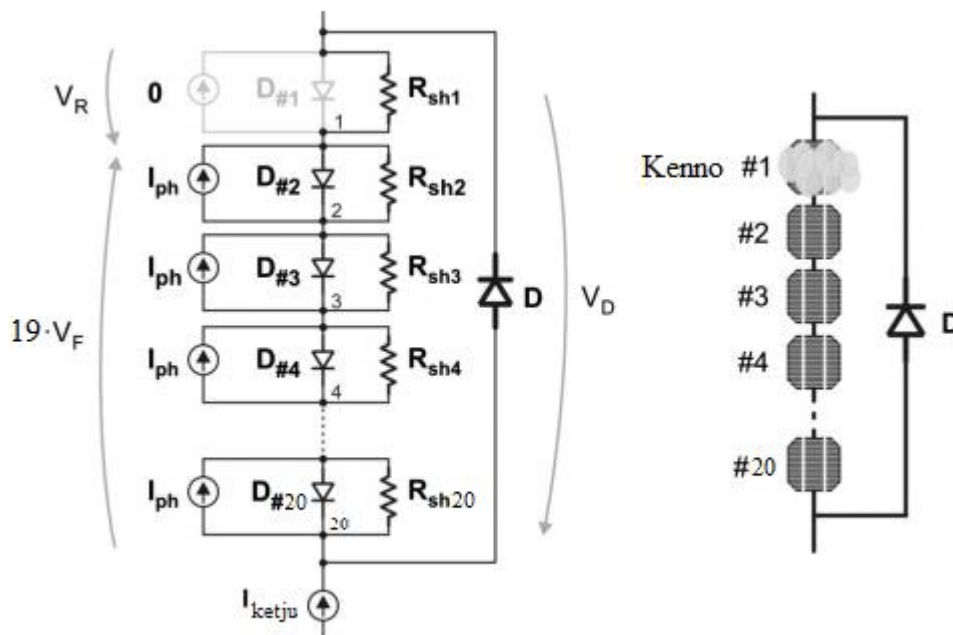 V_R
0
D_#1
R_sh1
1
I_ph
D_#2
R_sh2
2
I_ph
D_#3
R_sh3
3
19·V_F
I_ph
D_#4
R_sh4
4
I_ph
D_#20
R_sh20
20
I_ketju
D
V_D
Kenno #1
#2
#3
#4
#20
D